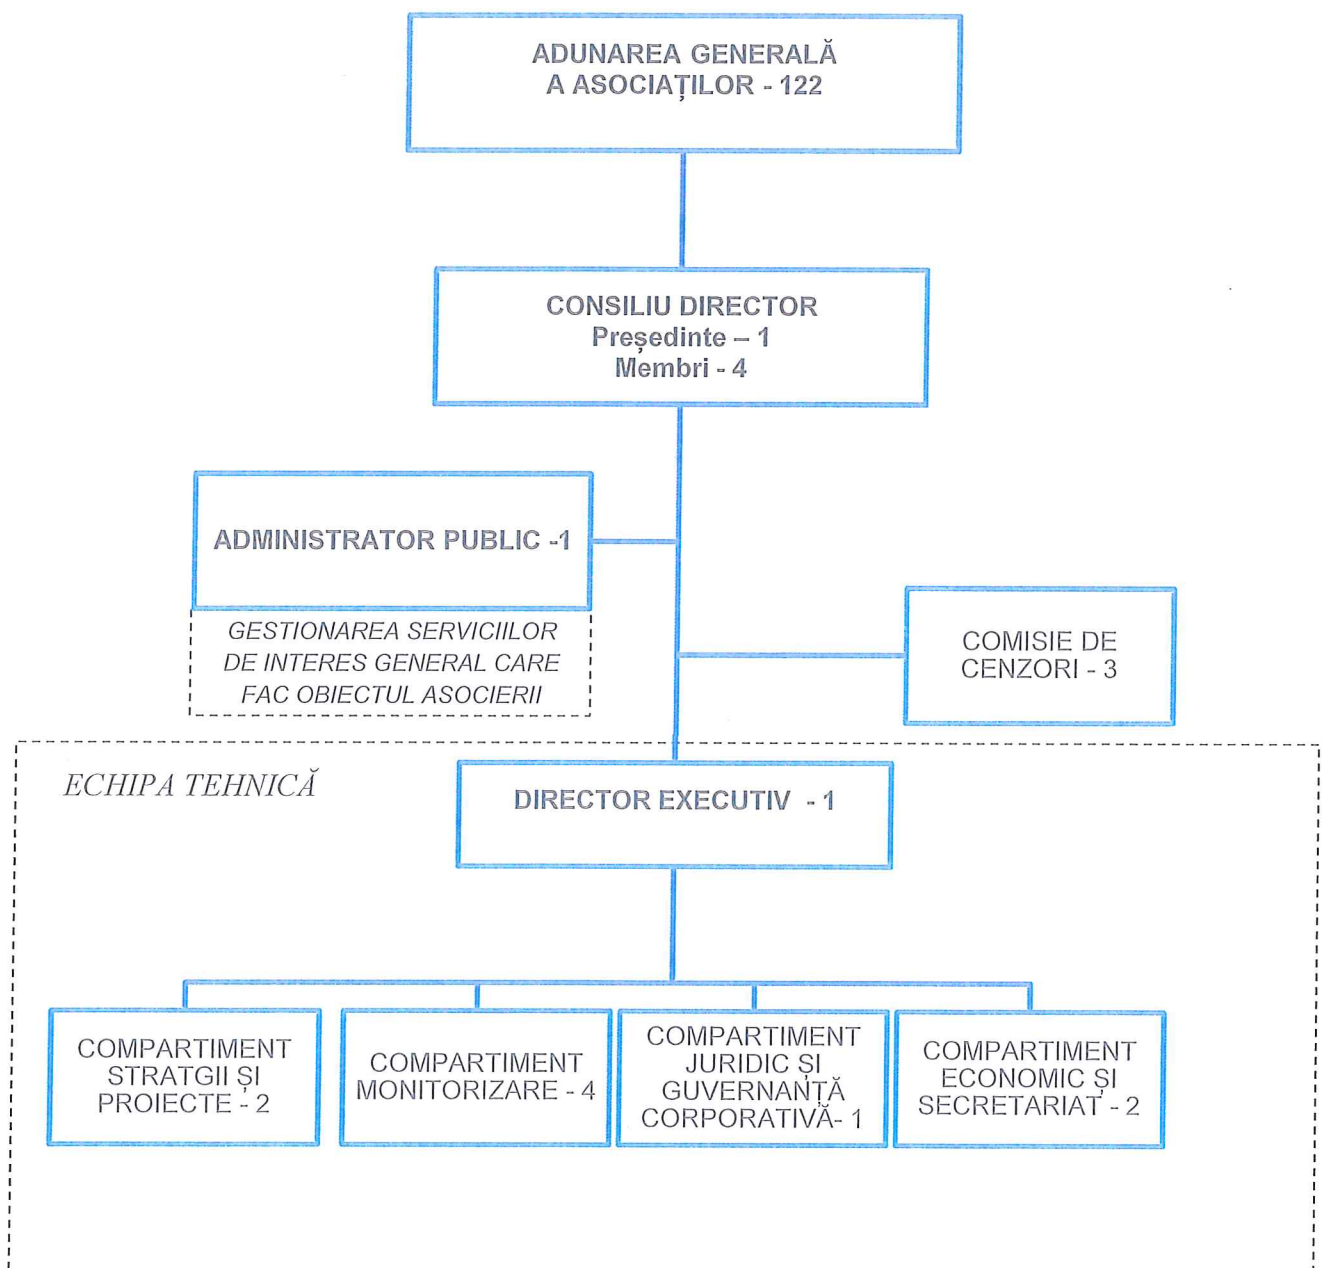 ADUNAREA GENERALĂ
A ASOCIAȚILOR - 122
CONSILIU DIRECTOR
Președinte – 1
Membri - 4
ADMINISTRATOR PUBLIC -1
GESTIONAREA SERVICIILOR
DE INTERES GENERAL CARE
FAC OBIECTUL ASOCIERII
COMISIE DE
CENZORI - 3
ECHIPA TEHNICĂ
DIRECTOR EXECUTIV - 1
COMPARTIMENT
STRATGII ȘI
PROIECTE - 2
COMPARTIMENT
MONITORIZARE - 4
COMPARTIMENT
JURIDIC ȘI
GUVERNANȚĂ
CORPORATIVĂ- 1
COMPARTIMENT
ECONOMIC ȘI
SECRETARIAT - 2